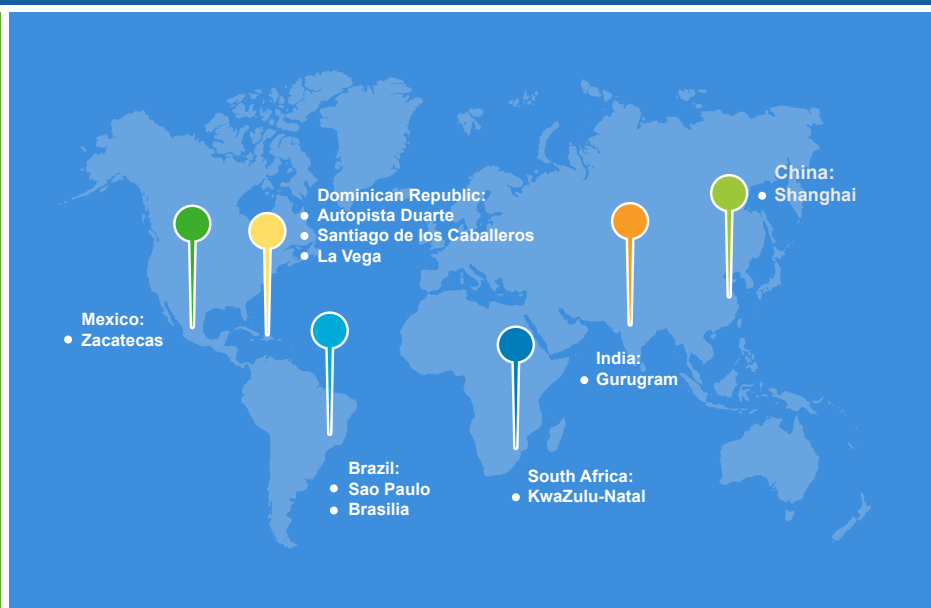 China:
Shanghai
Dominican Republic:
Autopista Duarte
Santiago de los Caballeros
La Vega
Mexico:
Zacatecas
India:
Gurugram
Brazil:
Sao Paulo
Brasilia
South Africa:
KwaZulu-Natal